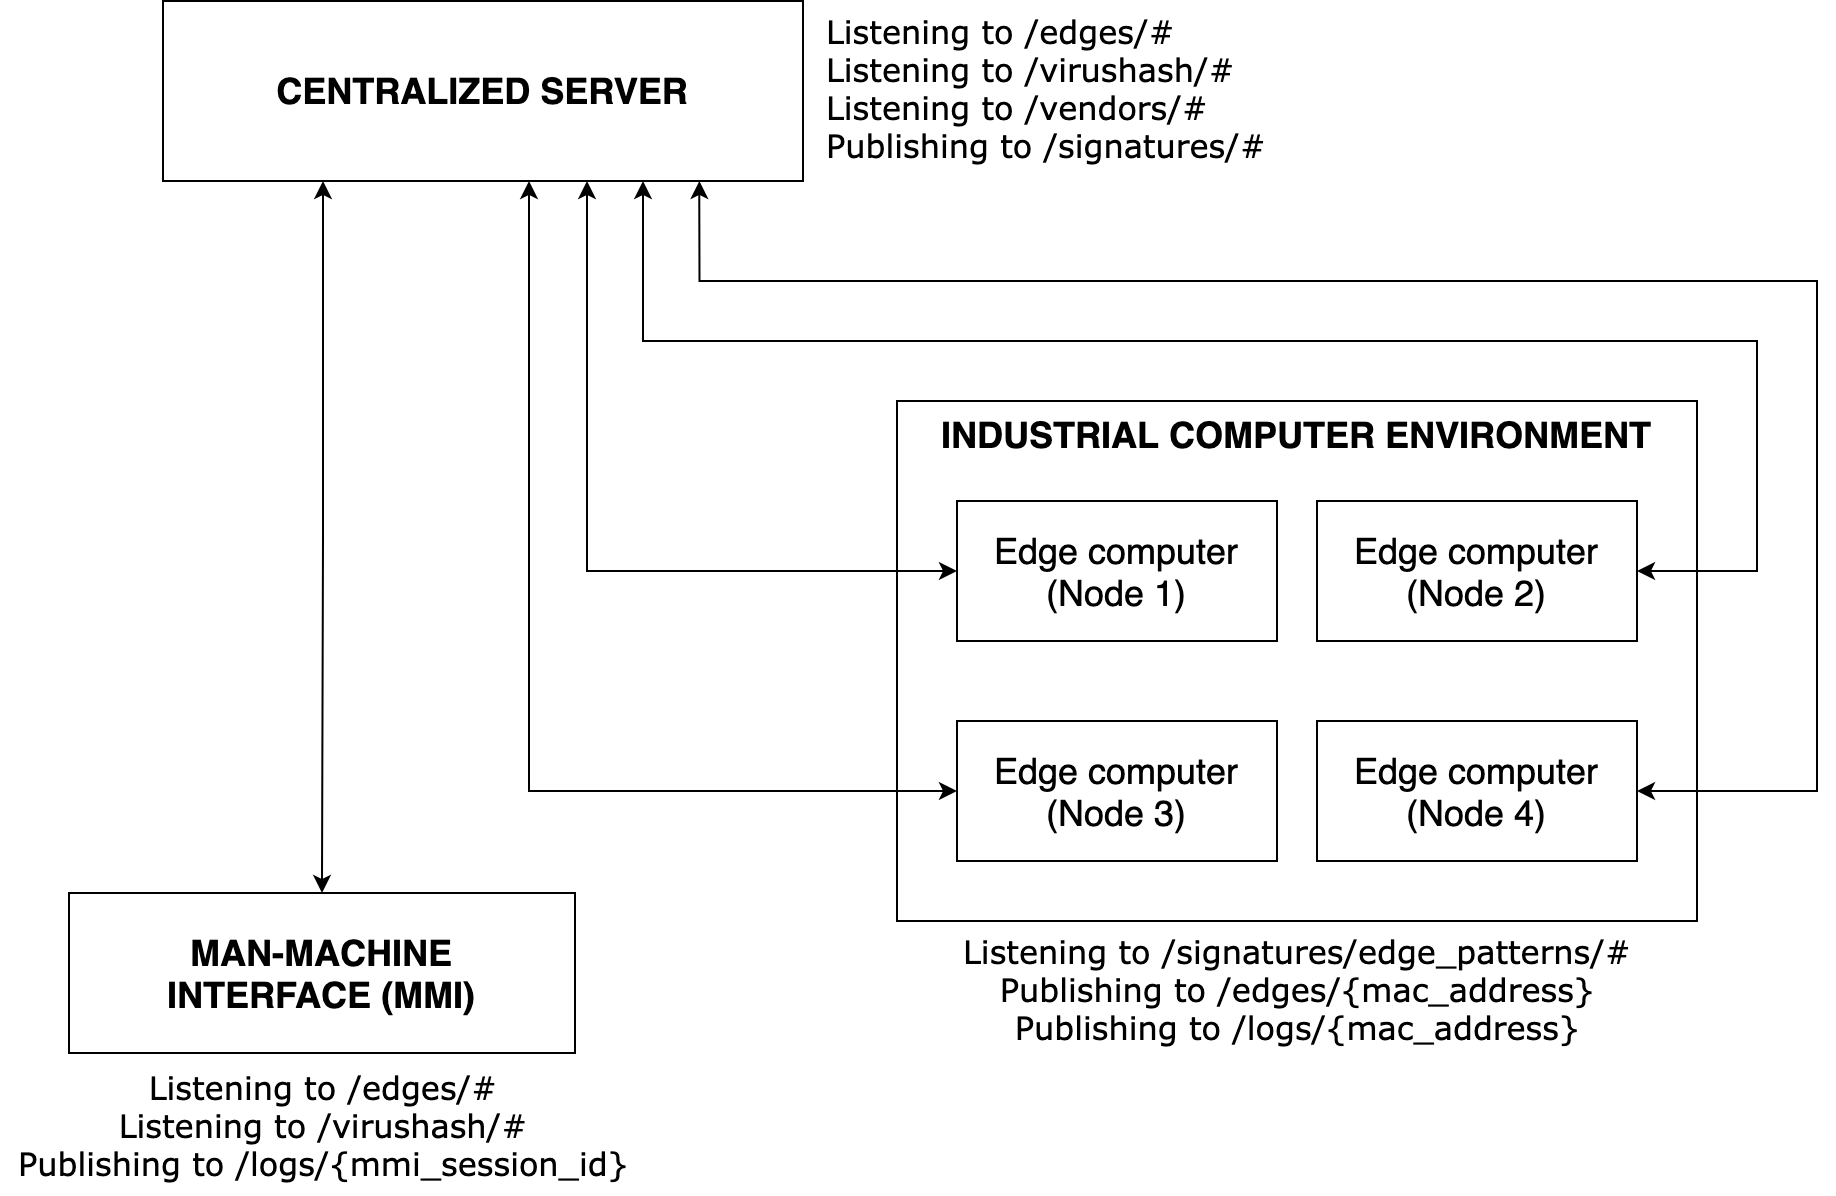 CENTRALIZED SERVER
Listening to /edges/#
Listening to /virushash/#
Listening to /vendors/#
Publishing to /signatures/#
INDUSTRIAL COMPUTER ENVIRONMENT
Edge computer
(Node 1)
Edge computer
(Node 2)
Edge computer
(Node 3)
Edge computer
(Node 4)
Listening to /signatures/edge_patterns/#
Publishing to /edges/{mac_address}
Publishing to /logs/{mac_address}
MAN-MACHINE
INTERFACE (MMI)
Listening to /edges/#
Listening to /virushash/#
Publishing to /logs/{mmi_session_id}